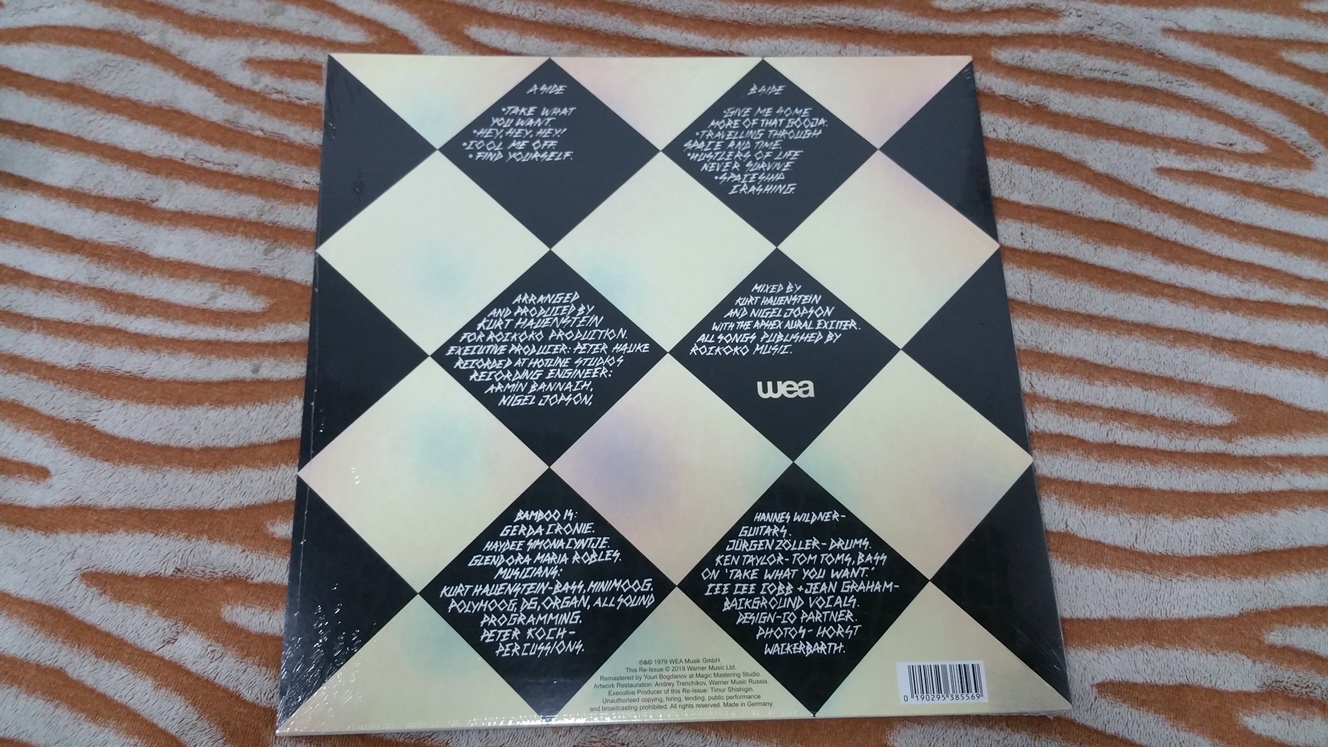 A SIDE
•TAKE WHAT
YOU WANT.
•HEY, HEY, HEY!
•COOL ME OFF.
•FIND YOURSELF.
B SIDE
•GIVE ME SOME
MORE OF THAT BOOJA.
•TRAVELLING THROUGH
SPACE AND TIME.
•HUSTLERS OF LIFE
NEVER SURVIVE.
•SPACESHIP
CRASHING.
ARRANGED
AND PRODUCED BY
KURT HAUENSTEIN
FOR ROIKOKO PRODUCTION.
EXECUTIVE PRODUCER: PETER HAUKE
RECORDED AT HOTLINE STUDIOS
RECORDING ENGINEER:
ARMIN BANNACH,
NIGEL JOPSON.
MIXED BY
KURT HAUENSTEIN
AND NIGEL JOPSON
WITH THE APHEX AURAL EXCITER.
ALL SONGS PUBLISHED BY
ROIKOKO MUSIC.
wea
BAMBOO IS:
GERDA CRONIE.
HAYDEE SIMONA CYNTJE.
GLENDORA MARIA ROBLES.
MUSICIANS:
KURT HAUENSTEIN-BASS, MINIMOOG,
POLYMOOG, DG, ORGAN, ALL SOUND
PROGRAMMING.
PETER KOCH-
PERCUSSIONS.
HANNES WILDNER-
GUITARS.
JÜRGEN ZÖLLER-DRUMS.
KEN TAYLOR-TOM TOMS, BASS
ON 'TAKE WHAT YOU WANT.'
CEE CEE COBB + JEAN GRAHAM-
BACKGROUND VOCALS.
DESIGN-CO PARTNER.
PHOTOS-HORST
WACKERBARTH.
℗&© 1979 WEA Musik GmbH
This Re-Issue © 2019 Warner Music Ltd.
Remastered by Youri Bogdanov at Magic Mastering Studio.
Artwork Restauration: Andrey Trenchikov, Warner Music Russia
Executive Producer of this Re-Issue: Timur Shishigin
Unauthorised copying, hiring, lending, public performance
and broadcasting prohibited. All rights reserved. Made in Germany.
0 190295 385569